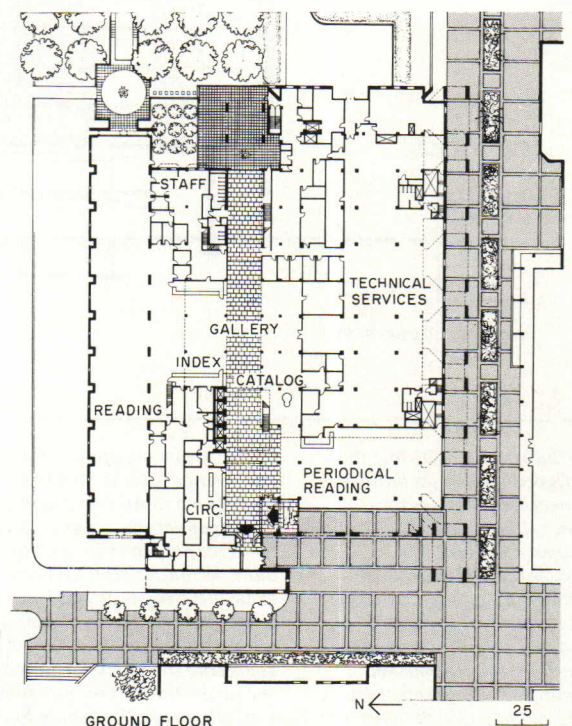 STAFF
TECHNICAL
SERVICES
GALLERY
INDEX
CATALOG
READING
PERIODICAL
READING
CIRC.
N
25
GROUND FLOOR